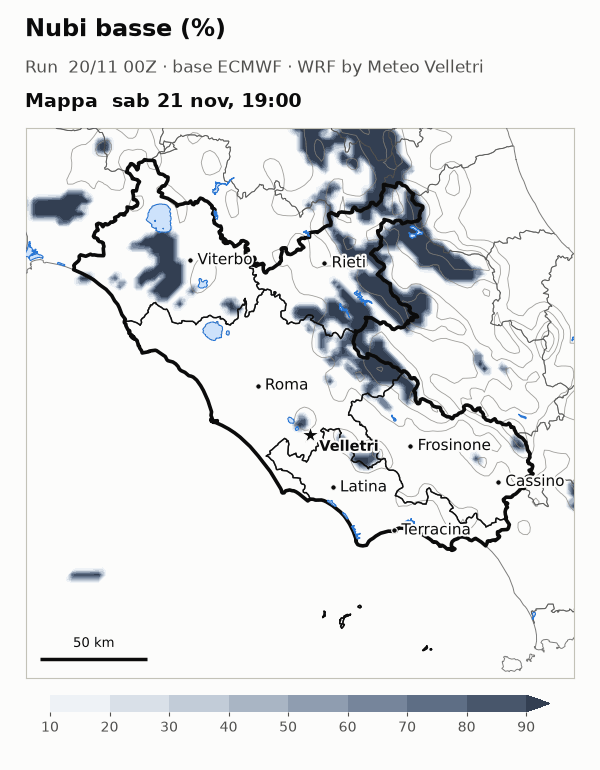 Nubi basse (%)
Run 20/11 00Z · base ECMWF · WRF by Meteo Velletri
Mappa sab 21 nov, 19:00
Viterbo
Rieti
Roma
Velletri
Frosinone
Latina
Cassino
Terracina
50 km
10 20 30 40 50 60 70 80 90